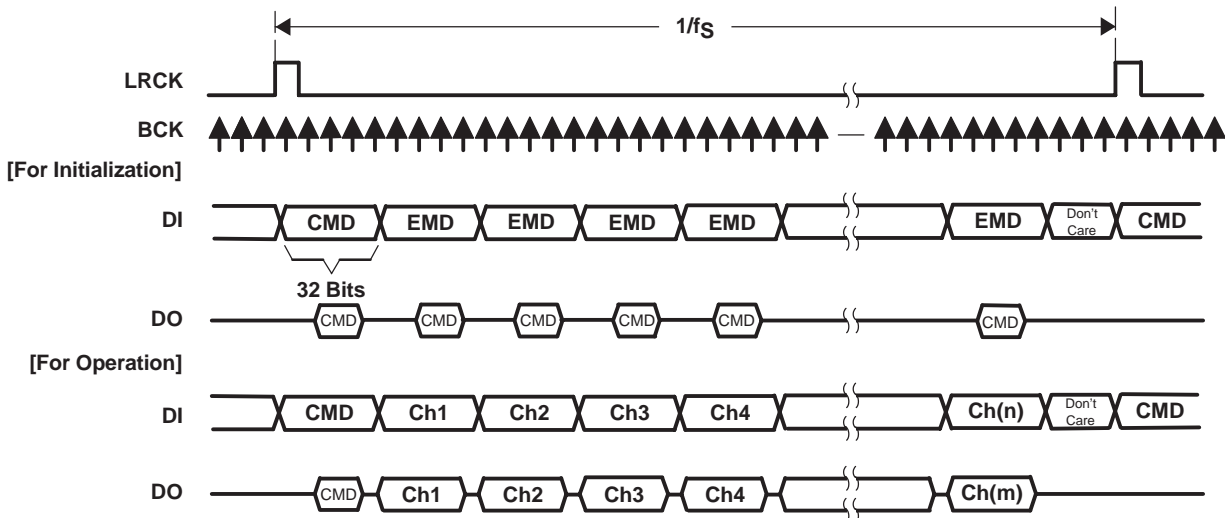 1/fS
LRCK
BCK
[For Initialization]
DI CMD EMD EMD EMD EMD EMD Don't Care CMD
32 Bits
DO CMD CMD CMD CMD CMD CMD
[For Operation]
DI CMD Ch1 Ch2 Ch3 Ch4 Ch(n) Don't Care CMD
DO CMD Ch1 Ch2 Ch3 Ch4 Ch(m)